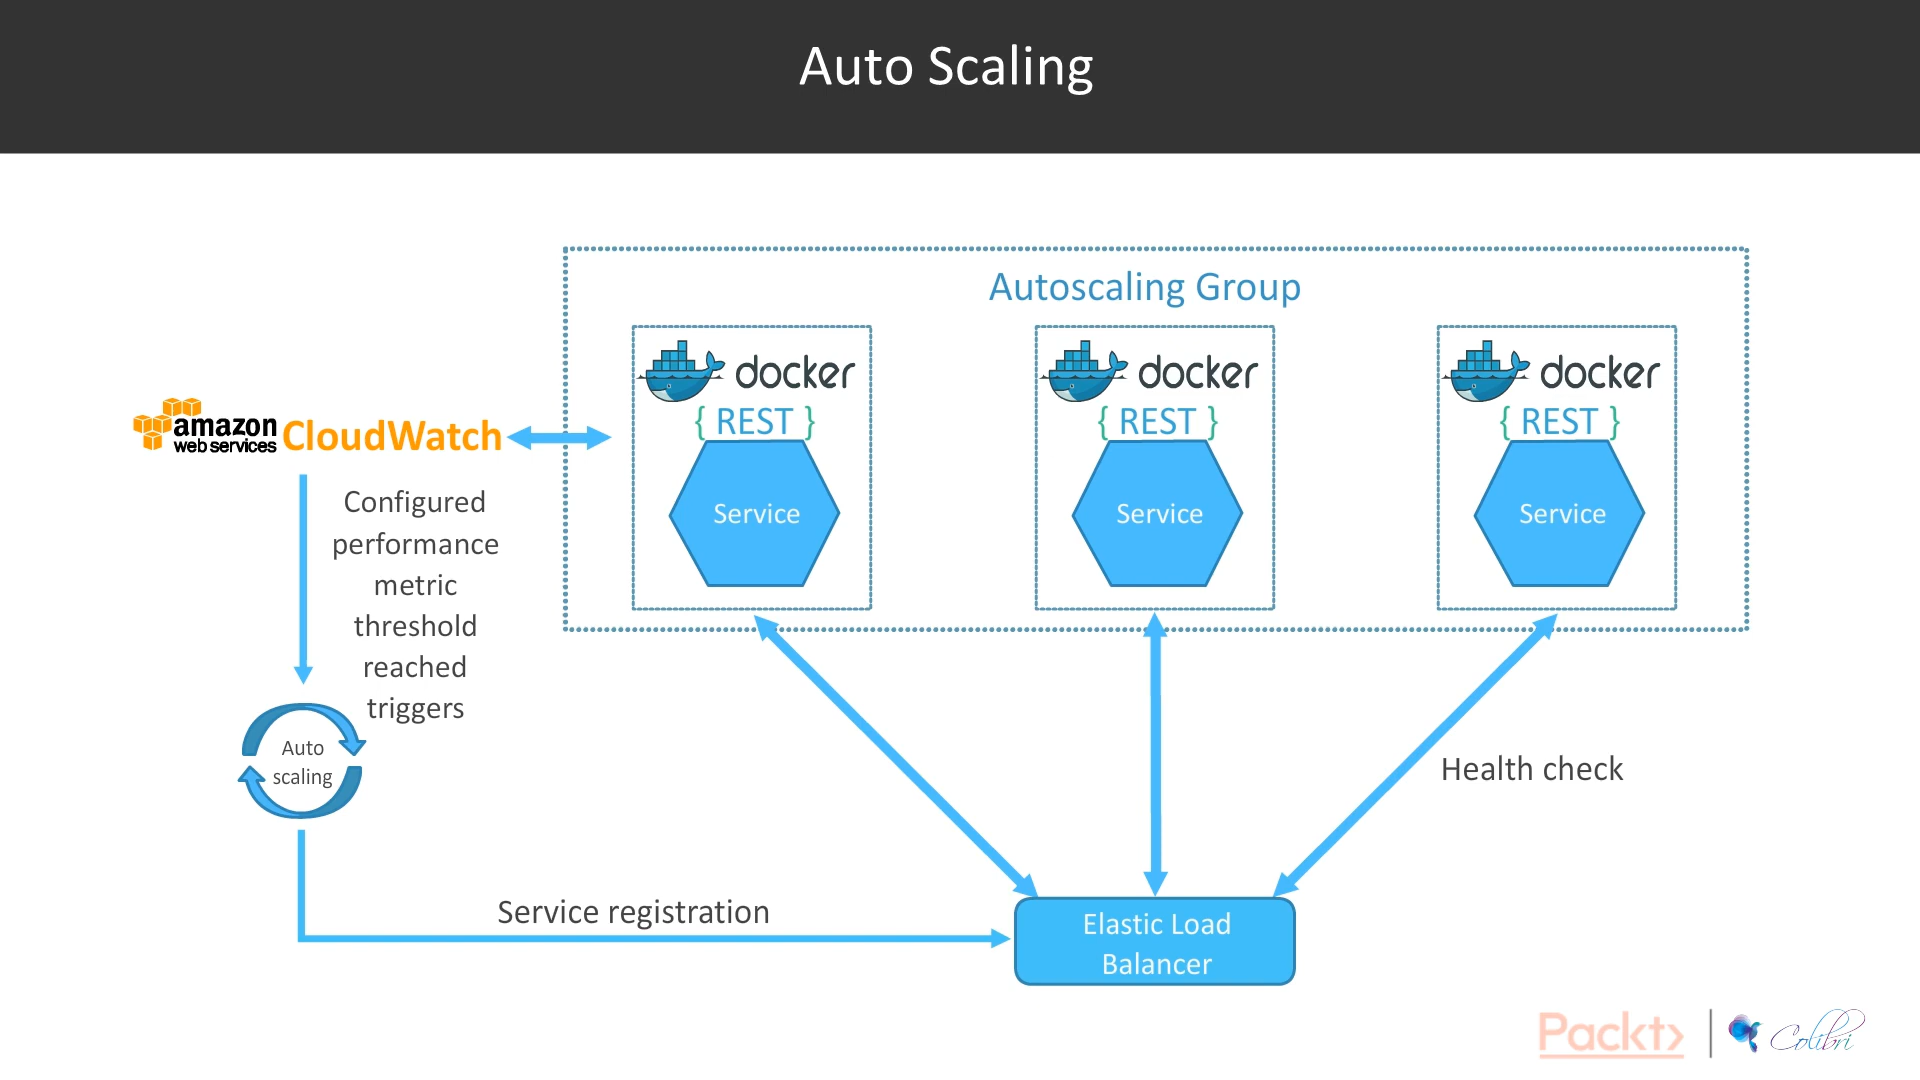 Auto Scaling
Autoscaling Group
docker
{ REST }
Service
docker
{ REST }
Service
docker
{ REST }
Service
amazon
web services
CloudWatch
Configured
performance
metric
threshold
reached
triggers
Auto
scaling
Health check
Service registration
Elastic Load
Balancer
Packt>
Colibri